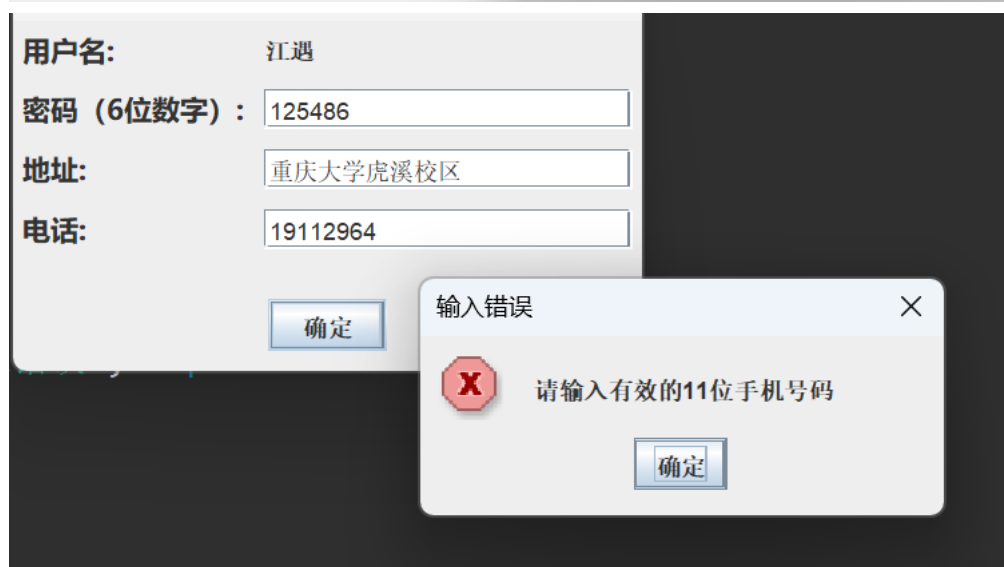 用户名: 江遇
密码（6位数字）: 125486
地址: 重庆大学虎溪校区
电话: 19112964
确定
输入错误
请输入有效的11位手机号码
确定